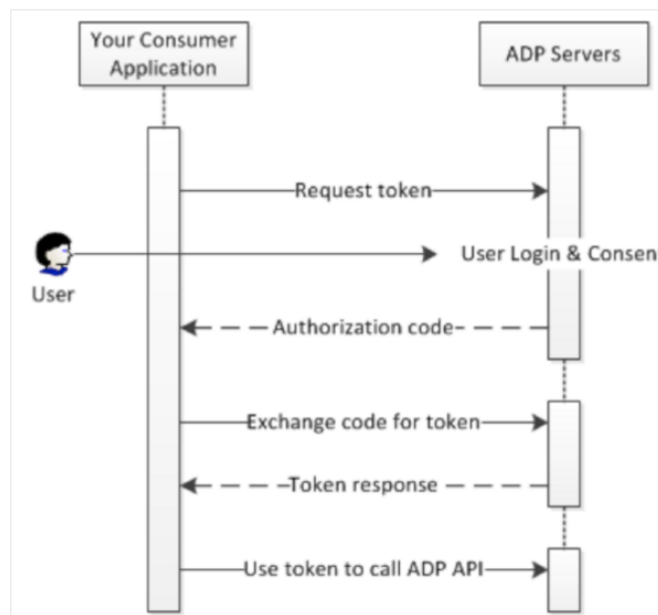 Your Consumer
Application
ADP Servers
Request token
User Login & Consen
User
Authorization code
Exchange code for token
Token response
Use token to call ADP API